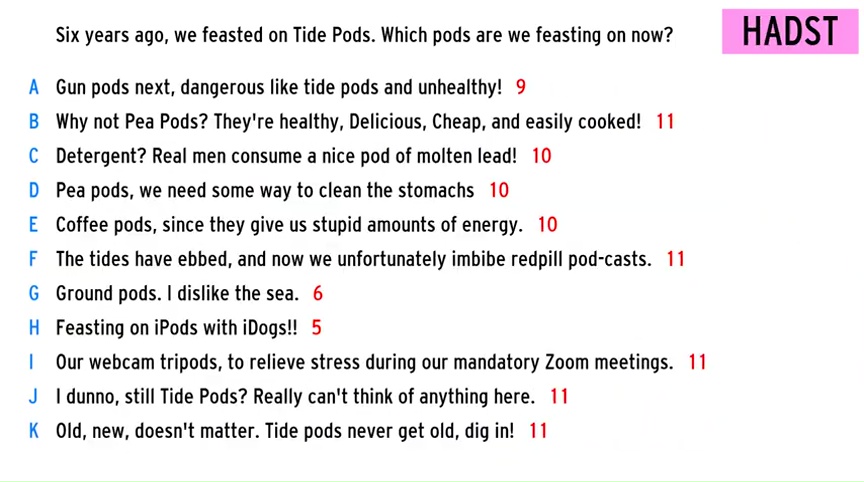 HADST
Six years ago, we feasted on Tide Pods. Which pods are we feasting on now?
A Gun pods next, dangerous like tide pods and unhealthy! 9
B Why not Pea Pods? They're healthy, Delicious, Cheap, and easily cooked! 11
C Detergent? Real men consume a nice pod of molten lead! 10
D Pea pods, we need some way to clean the stomachs 10
E Coffee pods, since they give us stupid amounts of energy. 10
F The tides have ebbed, and now we unfortunately imbibe redpill pod-casts. 11
G Ground pods. I dislike the sea. 6
H Feasting on iPods with iDogs!! 5
I Our webcam tripods, to relieve stress during our mandatory Zoom meetings. 11
J I dunno, still Tide Pods? Really can't think of anything here. 11
K Old, new, doesn't matter. Tide pods never get old, dig in! 11